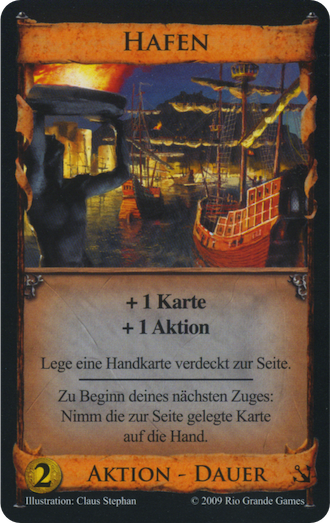 HAFEN
+ 1 Karte
+ 1 Aktion
Lege eine Handkarte verdeckt zur Seite.
Zu Beginn deines nächsten Zuges:
Nimm die zur Seite gelegte Karte
auf die Hand.
2 AKTION - DAUER
Illustration: Claus Stephan © 2009 Rio Grande Games